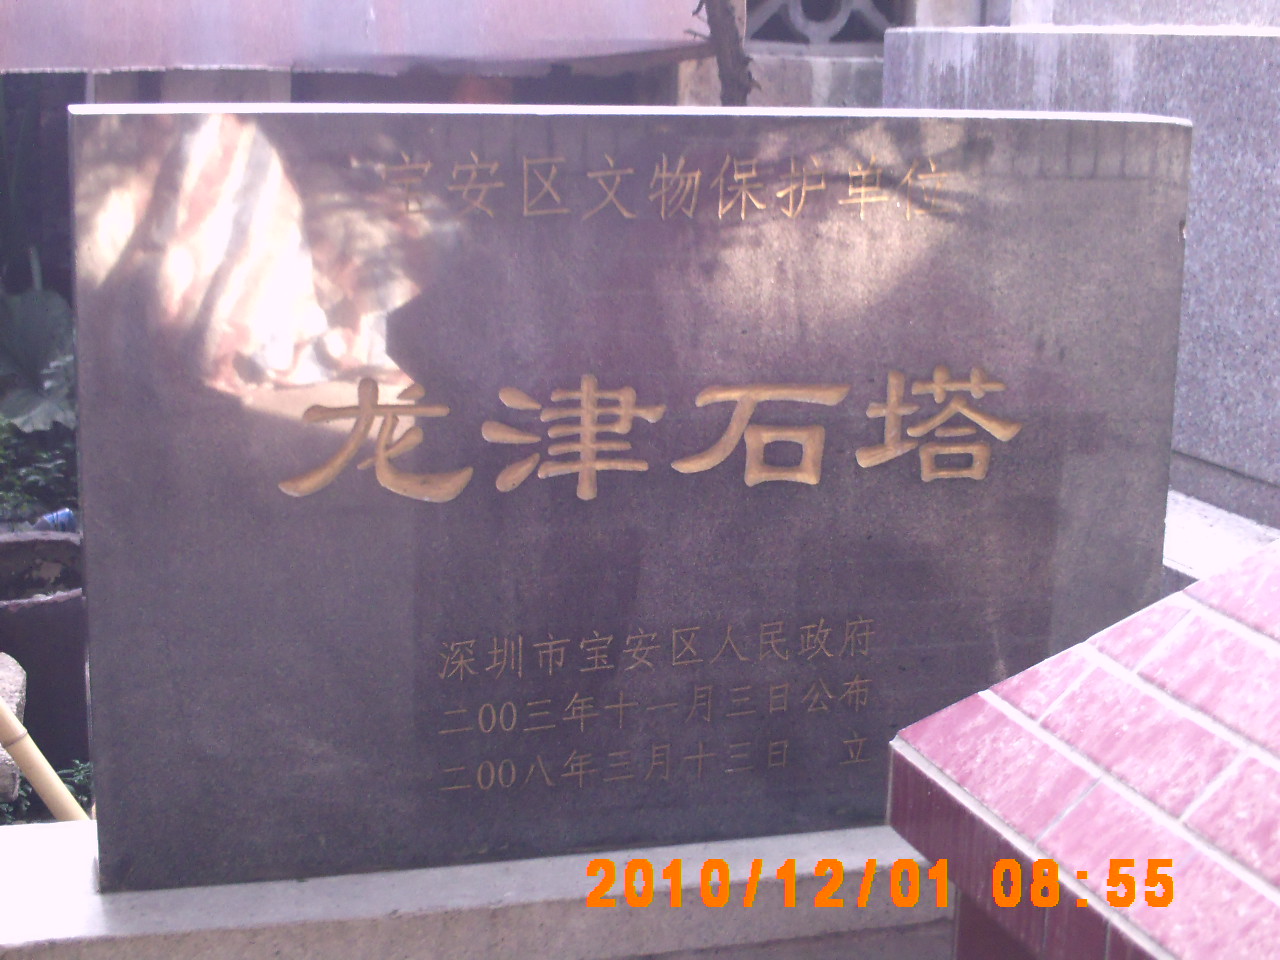 宝安区文物保护单位
龙津石塔
深圳市宝安区人民政府
二00三年十一月三日公布
二00八年三月十三日 立
2010/12/01 08:55